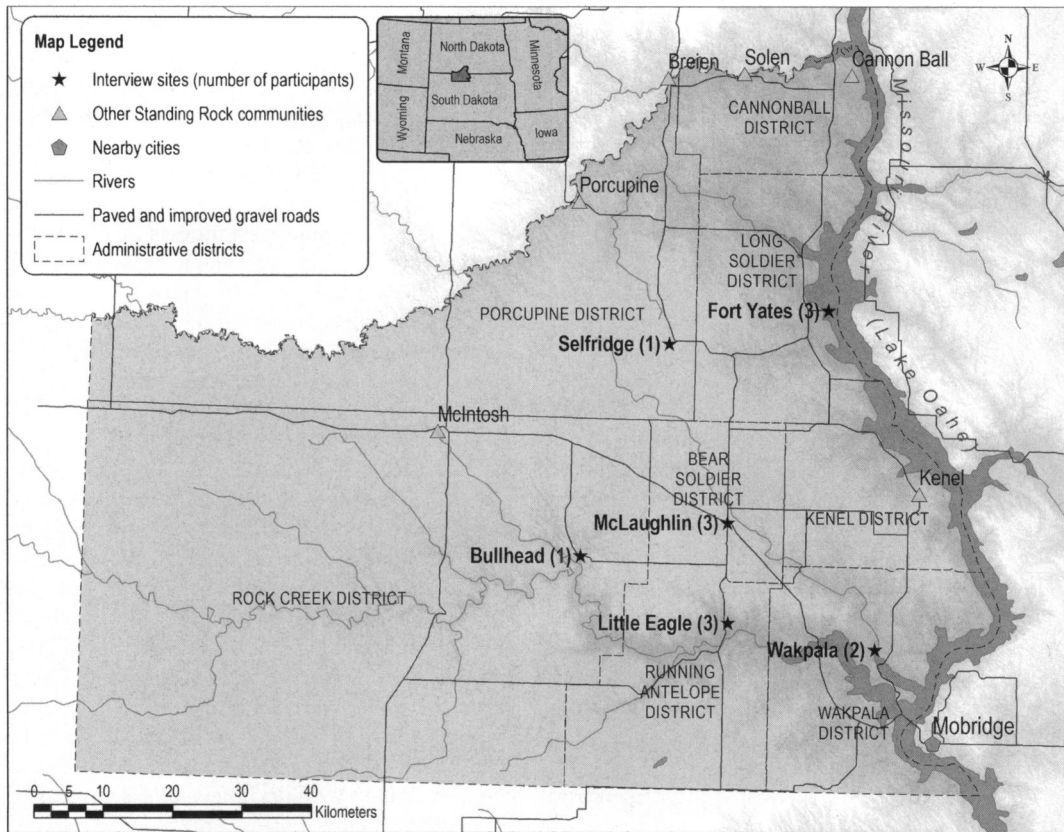 Map Legend
Interview sites (number of participants)
Other Standing Rock communities
Nearby cities
Rivers
Paved and improved gravel roads
Administrative districts
Montana
North Dakota
Minnesota
South Dakota
Wyoming
Nebraska
Iowa
Breien
Solen
Cannon Ball
N
W
E
S
CANNONBALL
DISTRICT
Missouri River
(Lake Oahe)
Porcupine
LONG
SOLDIER
DISTRICT
PORCUPINE DISTRICT
Fort Yates (3)
Selfridge (1)
McIntosh
BEAR
SOLDIER
DISTRICT
Kenel
McLaughlin (3)
KENEL DISTRICT
Bullhead (1)
ROCK CREEK DISTRICT
Little Eagle (3)
Wakpala (2)
RUNNING
ANTELOPE
DISTRICT
WAKPALA
DISTRICT
Mobridge
0 5 10 20 30 40
Kilometers